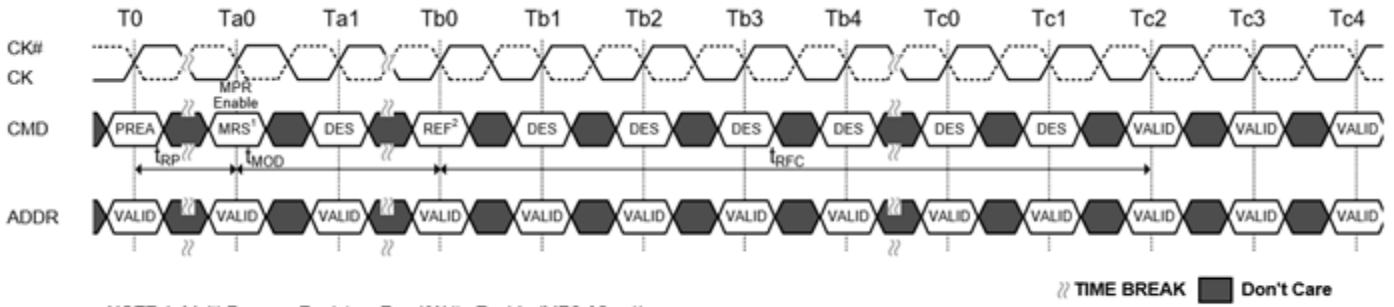 T0 Ta0 Ta1 Tb0 Tb1 Tb2 Tb3 Tb4 Tc0 Tc1 Tc2 Tc3 Tc4
CK#
CK
MPR
Enable
CMD PREA MRS¹ DES REF² DES DES DES DES DES DES VALID VALID VALID
tRP tMOD tRFC
ADDR VALID VALID VALID VALID VALID VALID VALID VALID VALID VALID VALID VALID VALID
TIME BREAK Don't Care